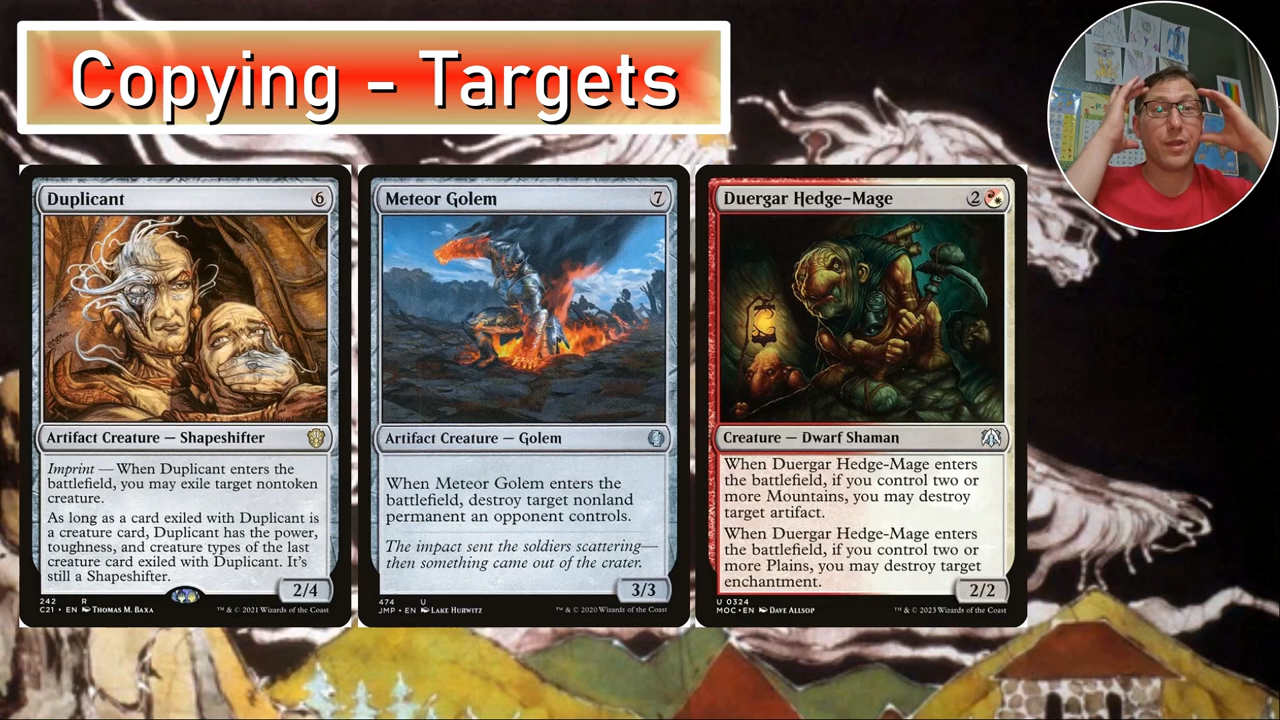 Copying - Targets
Duplicant 6
Artifact Creature — Shapeshifter
Imprint — When Duplicant enters the
battlefield, you may exile target nontoken
creature.
As long as a card exiled with Duplicant is
a creature card, Duplicant has the power,
toughness, and creature types of the last
creature card exiled with Duplicant. It's
still a Shapeshifter.
2/4
242 R
C21 • EN Thomas M. Baxa
™ & © 2021 Wizards of the Coast
Meteor Golem 7
Artifact Creature — Golem
When Meteor Golem enters the
battlefield, destroy target nonland
permanent an opponent controls.
The impact sent the soldiers scattering—
then something came out of the crater.
3/3
474 U
JMP • EN Lake Hurwitz
™ & © 2020 Wizards of the Coast
Duergar Hedge-Mage 2
Creature — Dwarf Shaman
When Duergar Hedge-Mage enters
the battlefield, if you control two or
more Mountains, you may destroy
target artifact.
When Duergar Hedge-Mage enters
the battlefield, if you control two or
more Plains, you may destroy target
enchantment.
2/2
U 0324
MOC • EN Dave Allsop
™ & © 2023 Wizards of the Coast